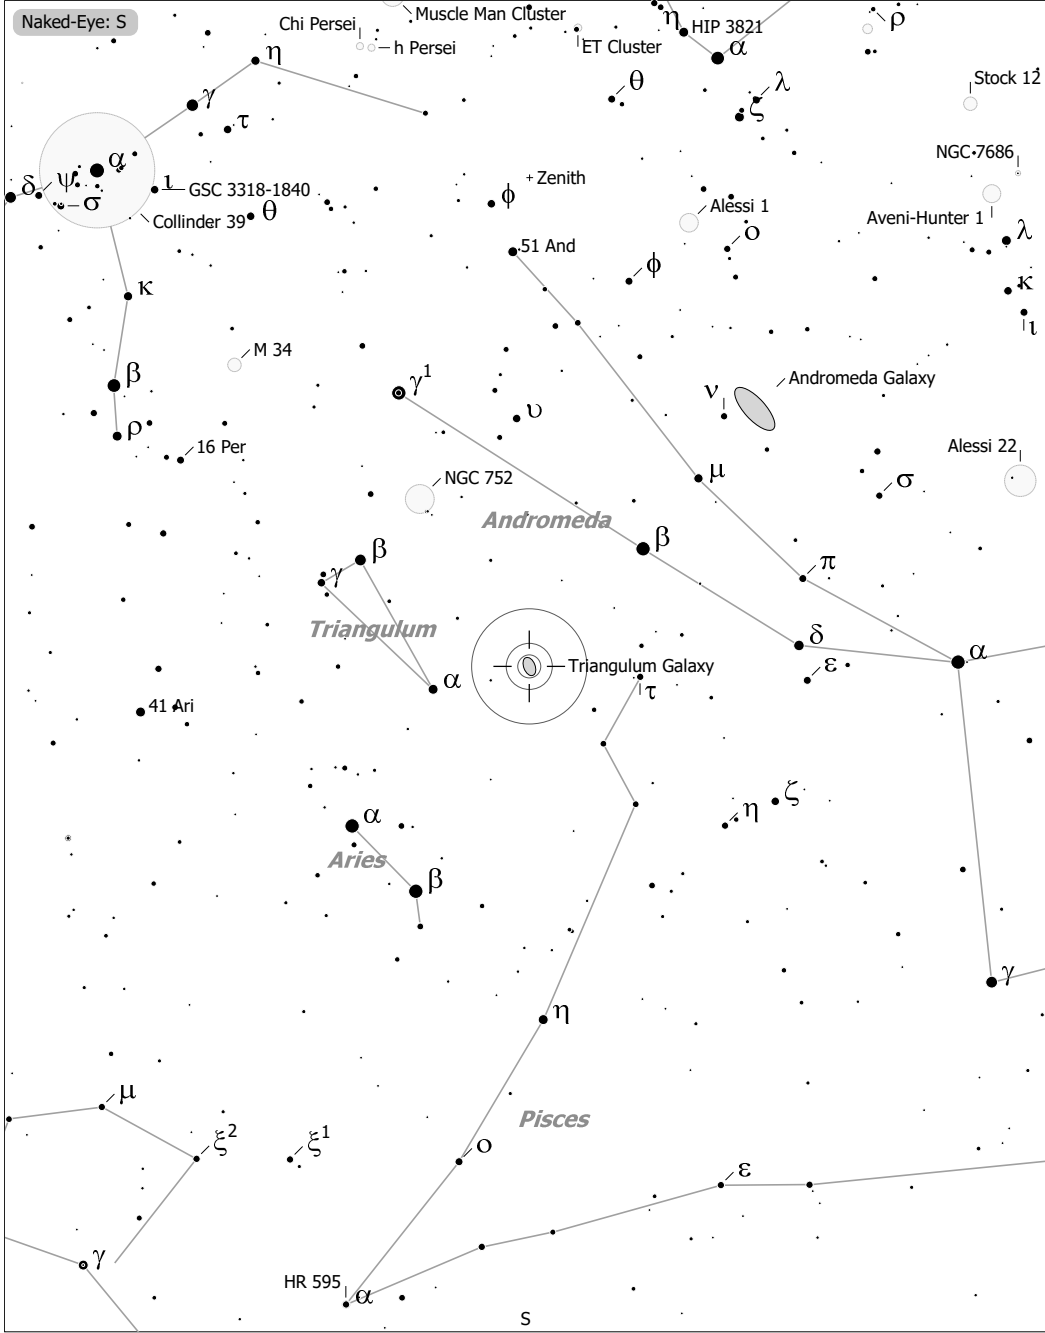 Naked-Eye: S
Muscle Man Cluster
Chi Persei
h Persei
ET Cluster
η
HIP 3821
α
ρ
η
γ
τ
θ
λ
ζ
Stock 12
NGC 7686
α
δ
ψ
σ
ι
GSC 3318-1840
Collinder 39
θ
ϕ
Zenith
Alessi 1
ο
Aveni-Hunter 1
λ
51 And
ϕ
κ
κ
ι
M 34
β
γ1
Andromeda Galaxy
ν
υ
ρ
16 Per
NGC 752
μ
Alessi 22
σ
Andromeda
β
β
γ
π
Triangulum
δ
α
ε
Triangulum Galaxy
α
τ
41 Ari
ζ
η
α
Aries
β
γ
η
μ
Pisces
ξ2
ξ1
ο
ε
γ
HR 595
α
S